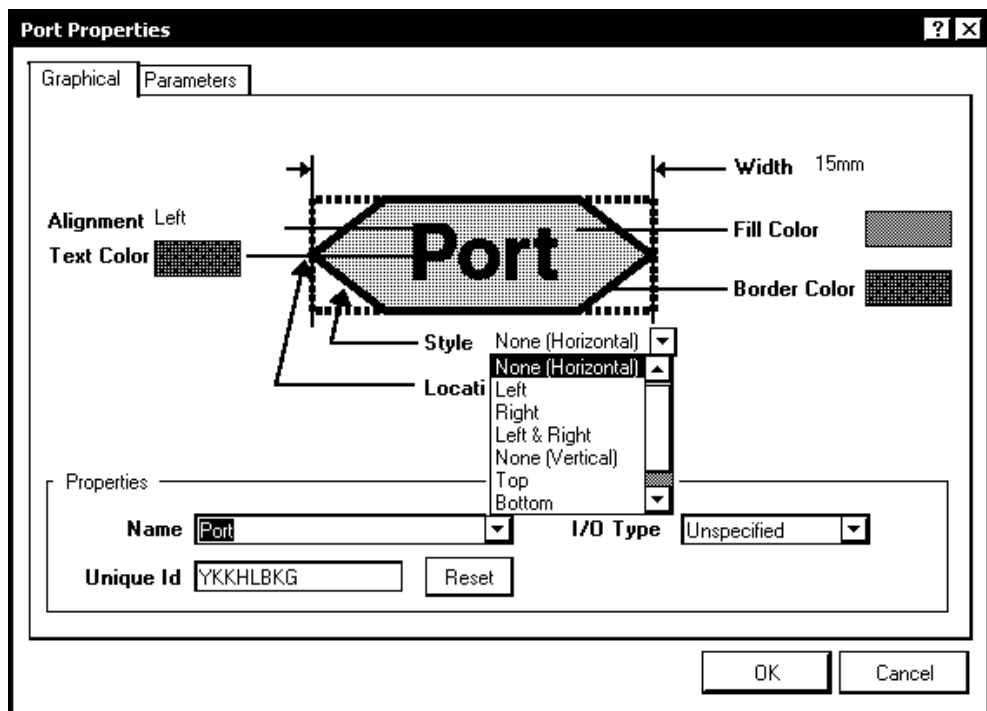 Port Properties
? X
Graphical Parameters
Width 15mm
Alignment Left
Fill Color
Text Color
Port
Border Color
Style None (Horizontal)
None (Horizontal)
Locati
Left
Right
Left & Right
None (Vertical)
Top
Bottom
Properties
Name Port
I/O Type Unspecified
Unique Id YKKHLBKG
Reset
OK Cancel